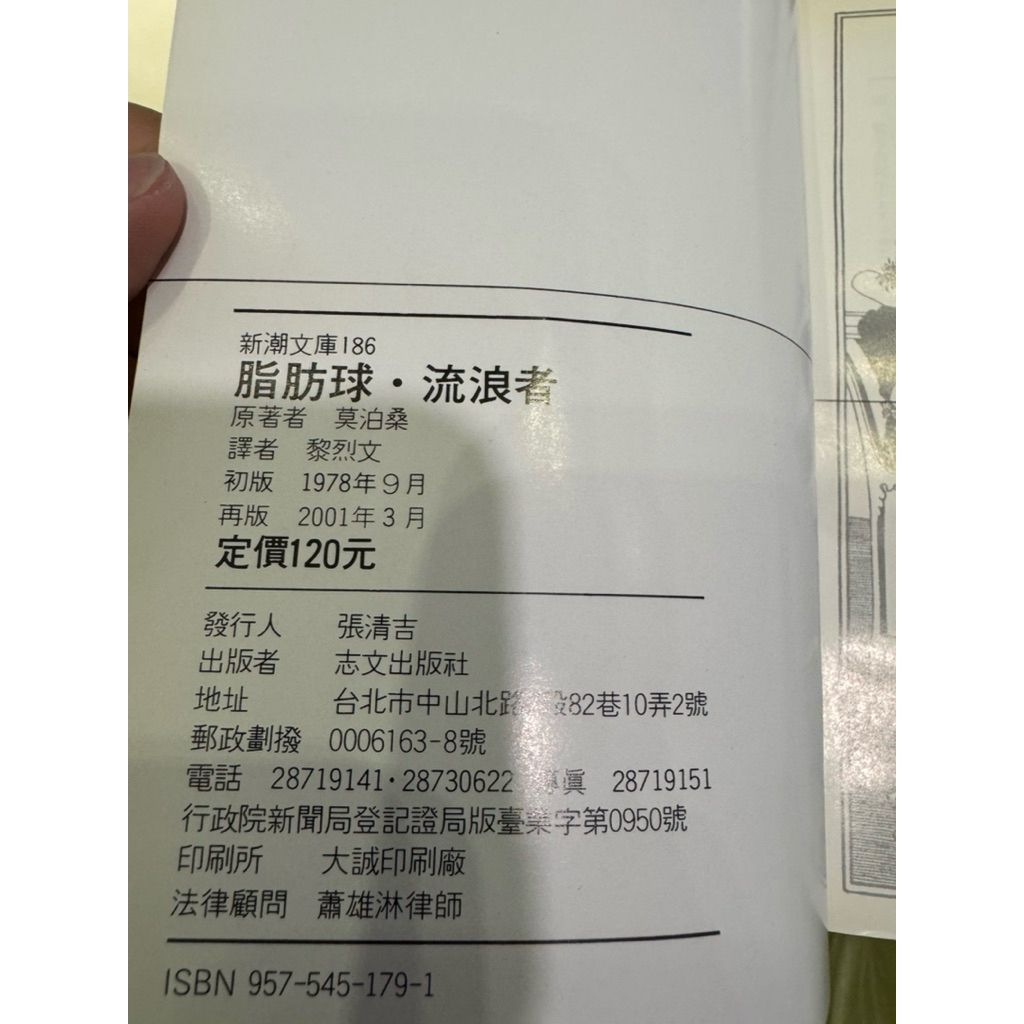 新潮文庫186
脂肪球・流浪者
原著者 莫泊桑
譯者 黎烈文
初版 1978年9月
再版 2001年3月
定價120元
發行人 張清吉
出版者 志文出版社
地址 台北市中山北路 段82巷10弄2號
郵政劃撥 0006163-8號
電話 28719141・28730622 傳眞 28719151
行政院新聞局登記證局版臺業字第0950號
印刷所 大誠印刷廠
法律顧問 蕭雄淋律師
ISBN 957-545-179-1